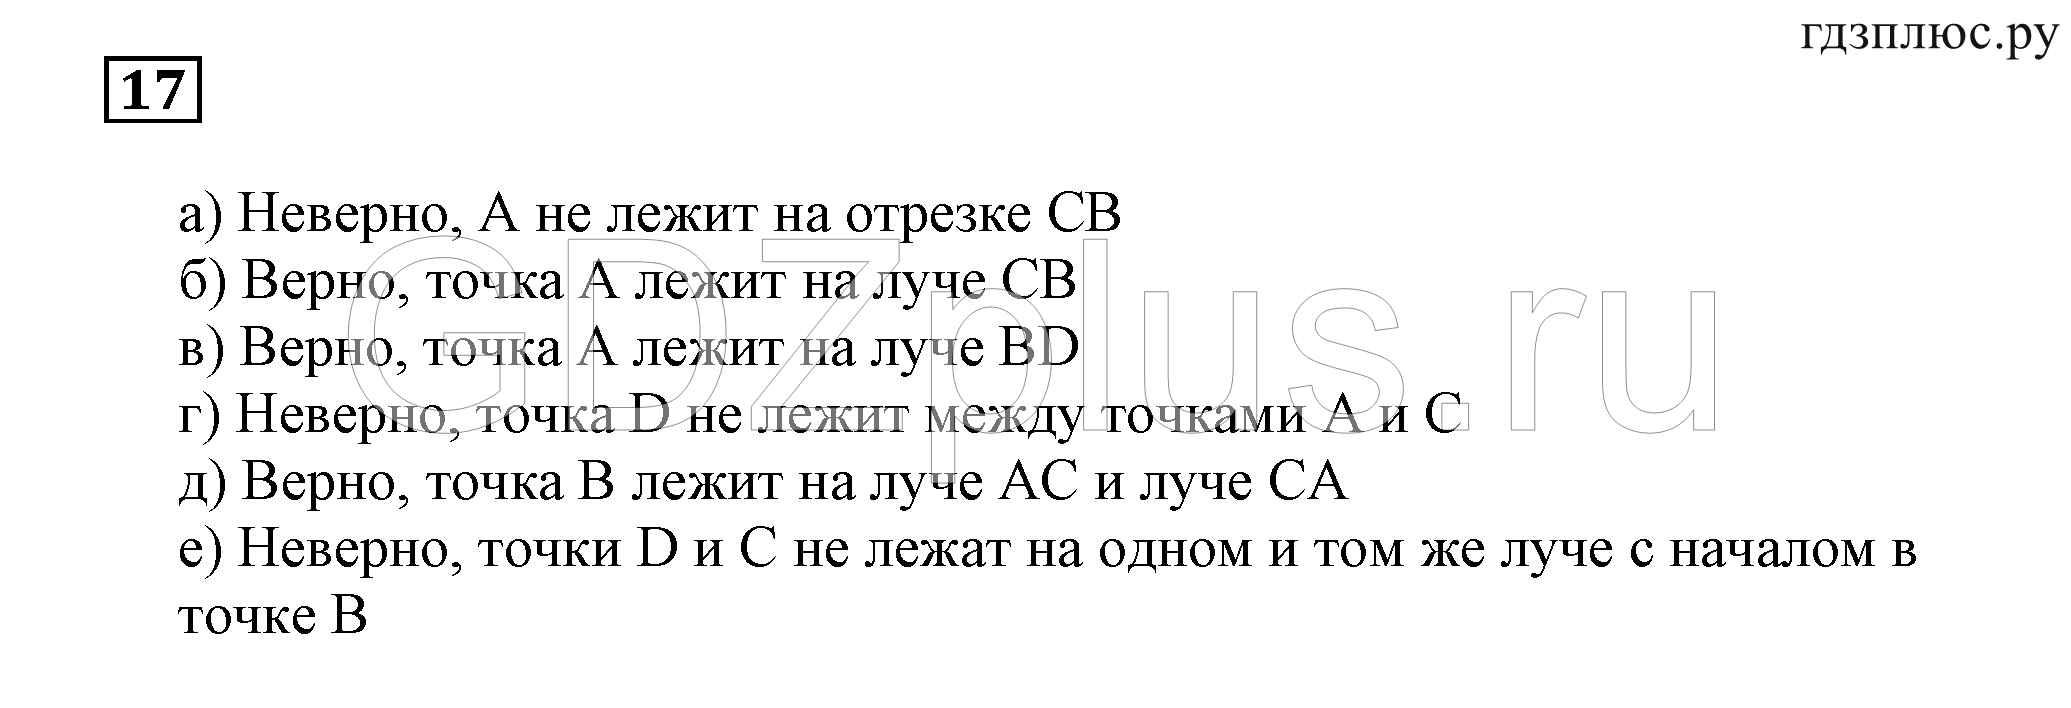 гдзплюс.ру
17
а) Неверно, А не лежит на отрезке СВ
б) Верно, точка А лежит на луче СВ
в) Верно, точка А лежит на луче BD
г) Неверно, точка D не лежит между точками А и С
GDZplus.ru
д) Верно, точка В лежит на луче АС и луче СА
е) Неверно, точки D и С не лежат на одном и том же луче с началом в
точке В